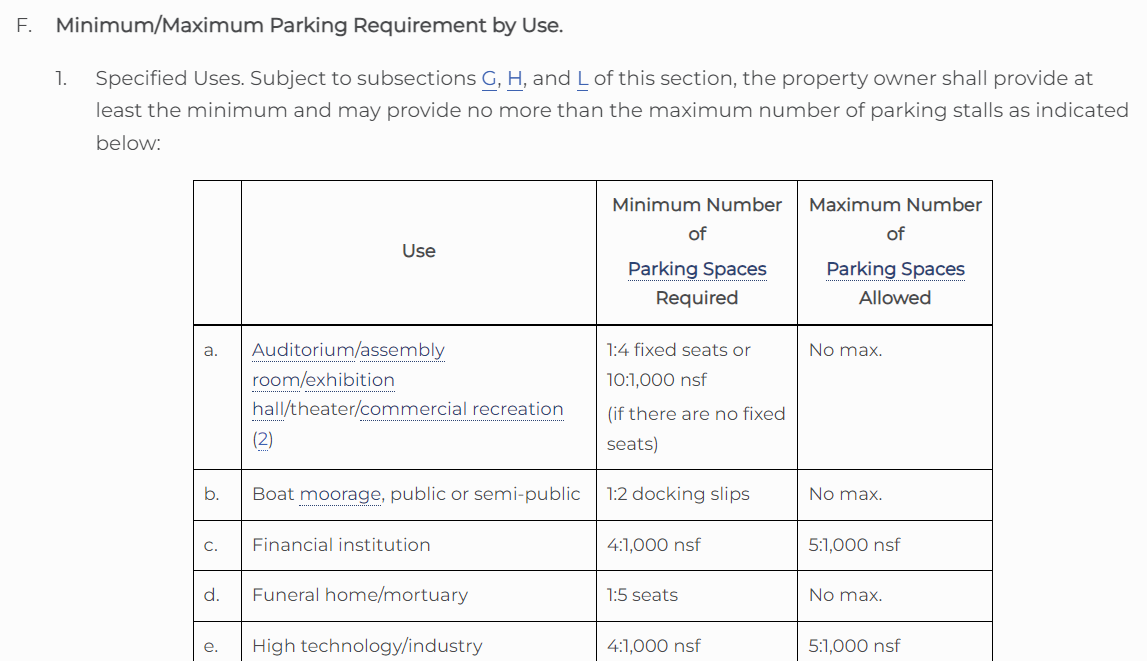 F. Minimum/Maximum Parking Requirement by Use.
1. Specified Uses. Subject to subsections G, H, and L of this section, the property owner shall provide at
least the minimum and may provide no more than the maximum number of parking stalls as indicated
below:
Use
Minimum Number
of
Parking Spaces
Required
Maximum Number
of
Parking Spaces
Allowed
a.
Auditorium/assembly
room/exhibition
hall/theater/commercial recreation
(2)
1:4 fixed seats or
10:1,000 nsf
(if there are no fixed
seats)
No max.
b.
Boat moorage, public or semi-public
1:2 docking slips
No max.
c.
Financial institution
4:1,000 nsf
5:1,000 nsf
d.
Funeral home/mortuary
1:5 seats
No max.
e.
High technology/industry
4:1,000 nsf
5:1,000 nsf